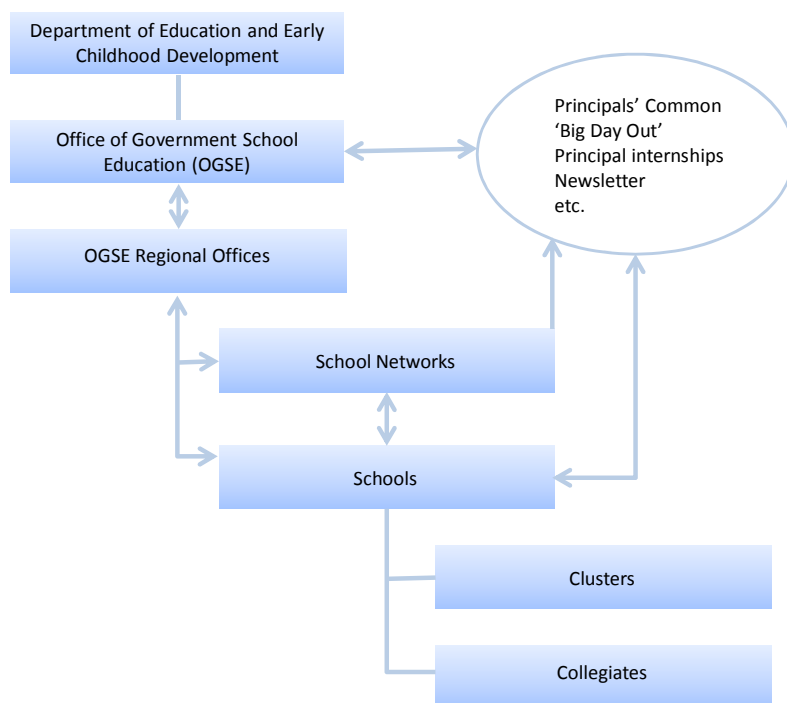 Department of Education and Early
Childhood Development
Office of Government School
Education (OGSE)
Principals’ Common
‘Big Day Out’
Principal internships
Newsletter
etc.
OGSE Regional Offices
School Networks
Schools
Clusters
Collegiates